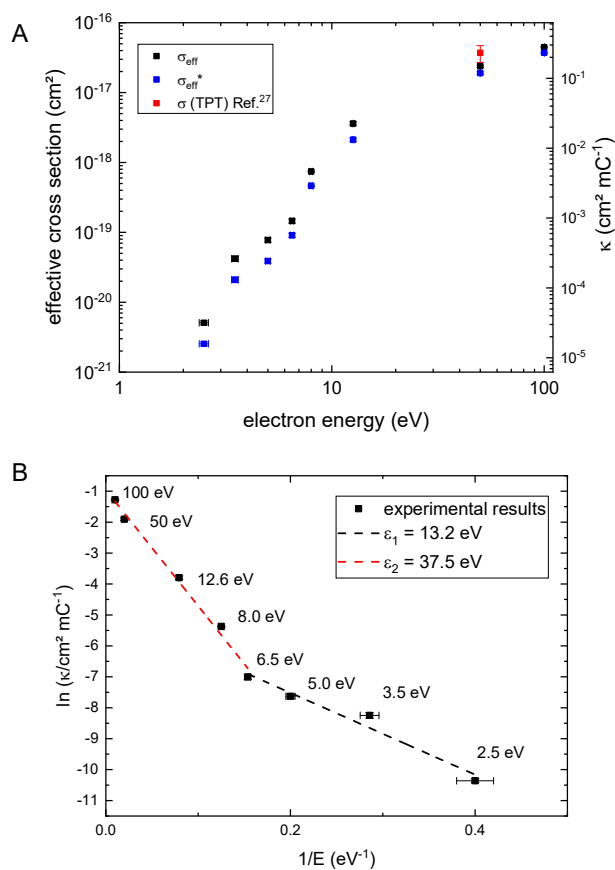 A
effective cross section (cm²)
10⁻¹⁶
10⁻¹⁷
10⁻¹⁸
10⁻¹⁹
10⁻²⁰
10⁻²¹
σeff
σeff*
σ (TPT) Ref.²⁷
10⁻¹
10⁻²
10⁻³
10⁻⁴
10⁻⁵
κ (cm² mC⁻¹)
1 10 100
electron energy (eV)
B
ln (κ/cm² mC⁻¹)
-1
-2
-3
-4
-5
-6
-7
-8
-9
-10
-11
100 eV
50 eV
12.6 eV
8.0 eV
6.5 eV
5.0 eV
3.5 eV
2.5 eV
experimental results
ε₁ = 13.2 eV
ε₂ = 37.5 eV
0.0 0.2 0.4
1/E (eV⁻¹)